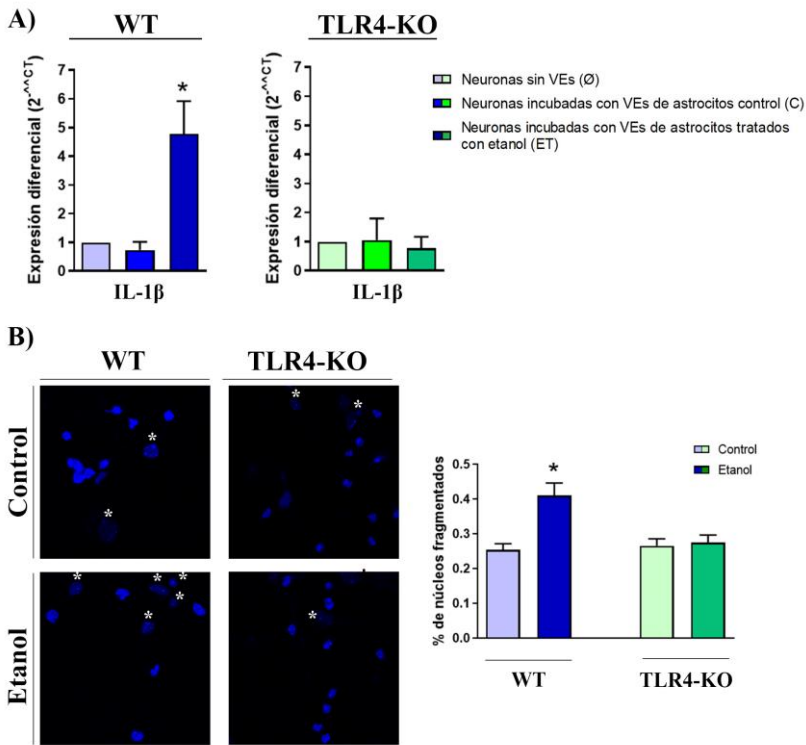 A)
WT
TLR4-KO
Expresión diferencial (2^-^^CT)
7
6
5
4
3
2
1
0
*
IL-1β
Expresión diferencial (2^-^^CT)
7
6
5
4
3
2
1
0
IL-1β
Neuronas sin VEs (Ø)
Neuronas incubadas con VEs de astrocitos control (C)
Neuronas incubadas con VEs de astrocitos tratados
con etanol (ET)
B)
WT
TLR4-KO
Control
* *
* *
Etanol
* * * * *
*
Control
Etanol
% de núcleos fragmentados
0.5
0.4
0.3
0.2
0.1
0.0
*
WT
TLR4-KO